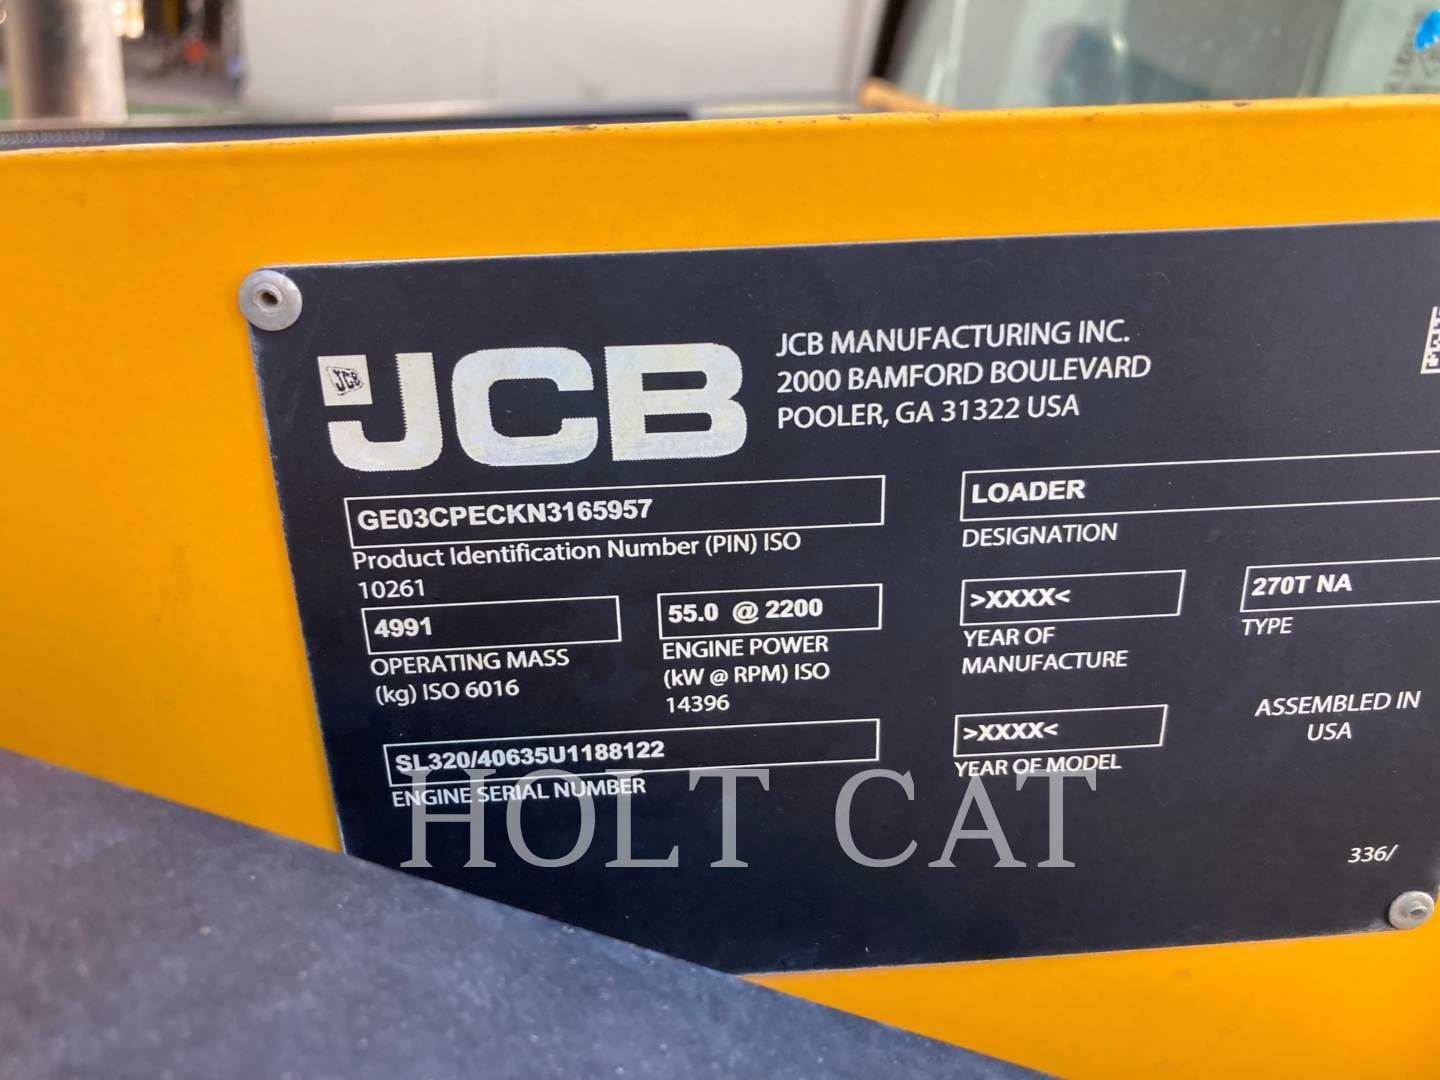 JCB
JCB
JCB MANUFACTURING INC.
2000 BAMFORD BOULEVARD
POOLER, GA 31322 USA
GE03CPECKN3165957
Product Identification Number (PIN) ISO
10261
LOADER
DESIGNATION
4991
OPERATING MASS
(kg) ISO 6016
55.0 @ 2200
ENGINE POWER
(kW @ RPM) ISO
14396
>XXXX<
YEAR OF
MANUFACTURE
270T NA
TYPE
SL320/40635U1188122
ENGINE SERIAL NUMBER
>XXXX<
YEAR OF MODEL
ASSEMBLED IN
USA
336/
HOLT CAT